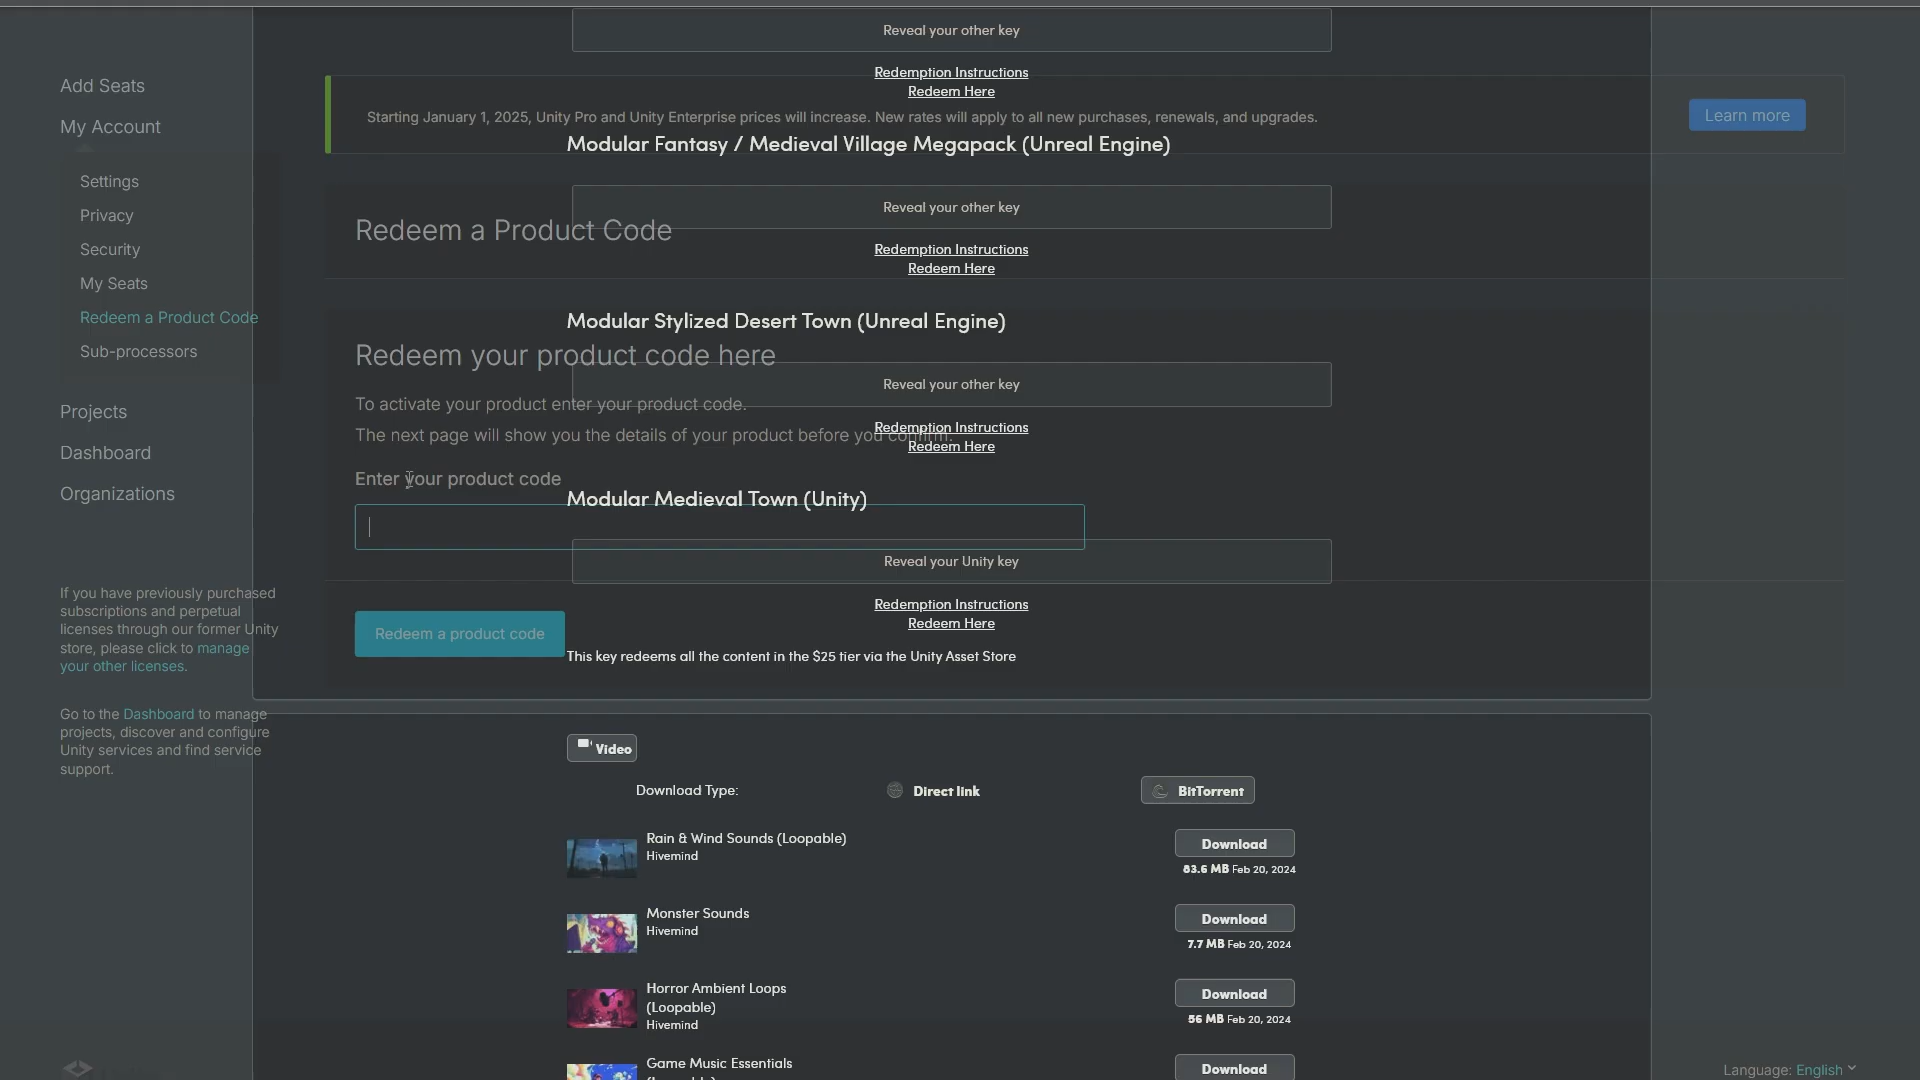 Reveal your other key
Redemption Instructions
Redeem Here
Add Seats
My Account
Starting January 1, 2025, Unity Pro and Unity Enterprise prices will increase. New rates will apply to all new purchases, renewals, and upgrades.
Learn more
Modular Fantasy / Medieval Village Megapack (Unreal Engine)
Settings
Privacy
Security
My Seats
Redeem a Product Code
Sub-processors
Reveal your other key
Redeem a Product Code
Redemption Instructions
Redeem Here
Modular Stylized Desert Town (Unreal Engine)
Redeem your product code here
Reveal your other key
To activate your product enter your product code.
The next page will show you the details of your product before you confirm.
Redemption Instructions
Redeem Here
Projects
Dashboard
Organizations
Enter your product code
Modular Medieval Town (Unity)
Reveal your Unity key
Redemption Instructions
Redeem Here
Redeem a product code
This key redeems all the content in the $25 tier via the Unity Asset Store
If you have previously purchased
subscriptions and perpetual
licenses through our former Unity
store, please click to manage
your other licenses.
Go to the Dashboard to manage
projects, discover and configure
Unity services and find service
support.
Video
Download Type:
Direct link
BitTorrent
Rain & Wind Sounds (Loopable)
Hivemind
Download
83.6 MB Feb 20, 2024
Monster Sounds
Hivemind
Download
7.7 MB Feb 20, 2024
Horror Ambient Loops
(Loopable)
Hivemind
Download
56 MB Feb 20, 2024
Game Music Essentials
Download
Language: English